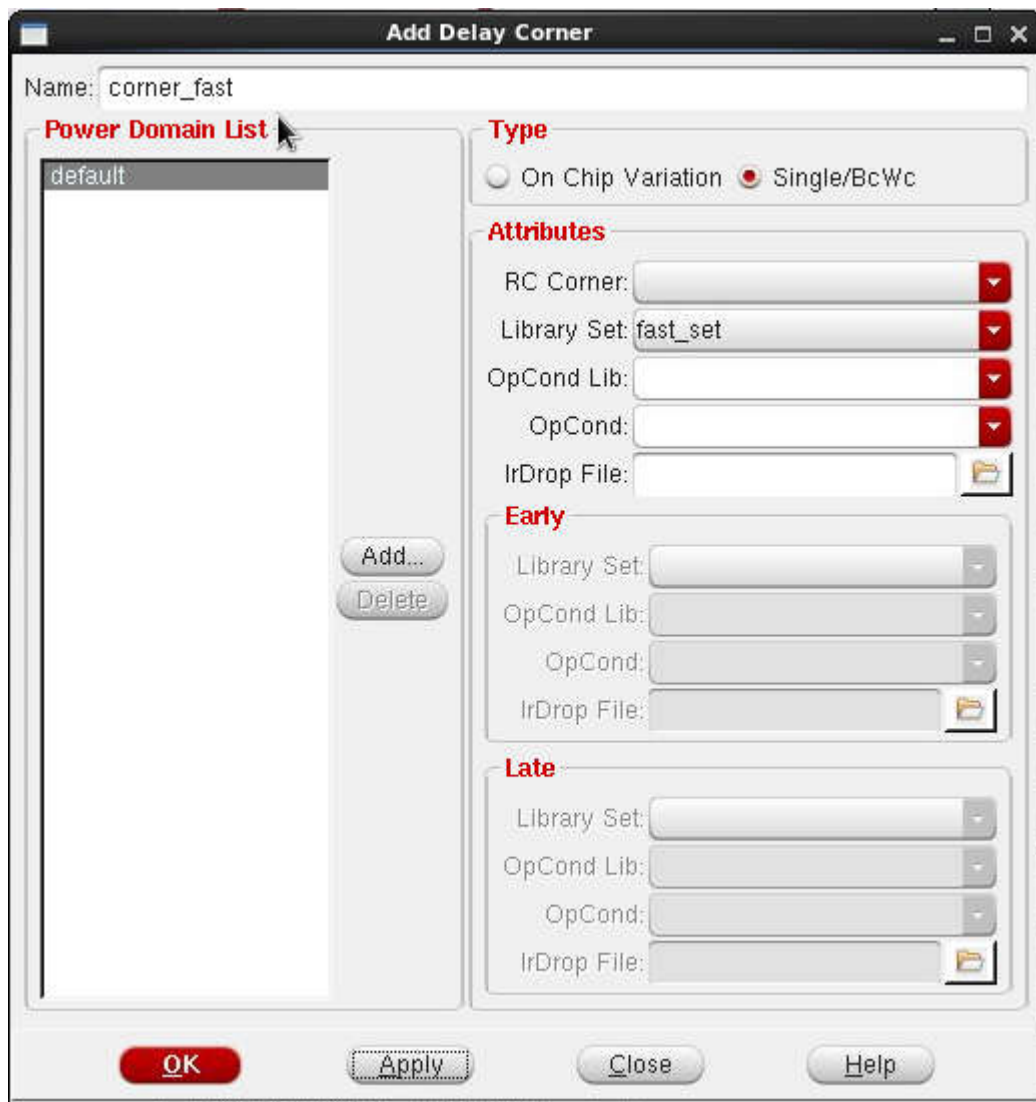 Add Delay Corner
Name: corner_fast
Power Domain List
default
Add...
Delete
Type
On Chip Variation Single/BcWc
Attributes
RC Corner:
Library Set: fast_set
OpCond Lib:
OpCond:
IrDrop File:
Early
Library Set:
OpCond Lib:
OpCond:
IrDrop File:
Late
Library Set:
OpCond Lib:
OpCond:
IrDrop File:
OK Apply Close Help